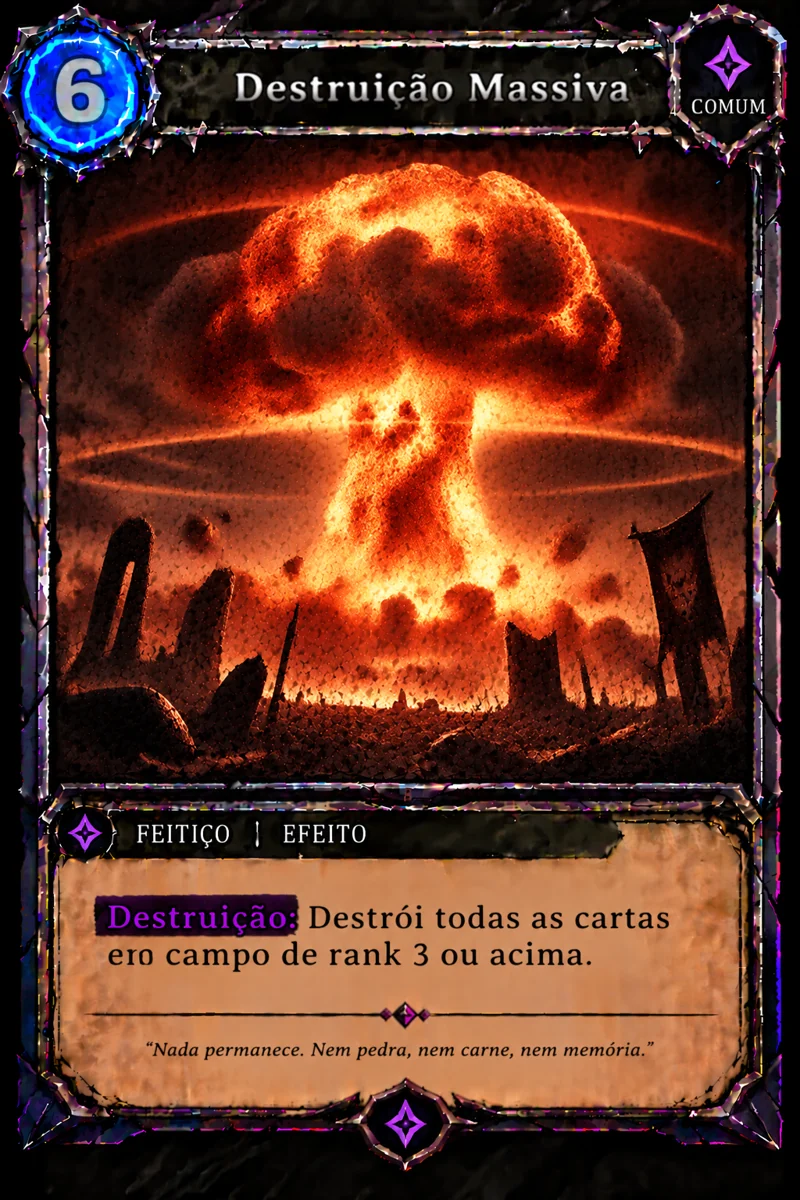 6
Destruição Massiva
COMUM
FEITIÇO | EFEITO
Destruição: Destrói todas as cartas
em campo de rank 3 ou acima.
“Nada permanece. Nem pedra, nem carne, nem memória.”